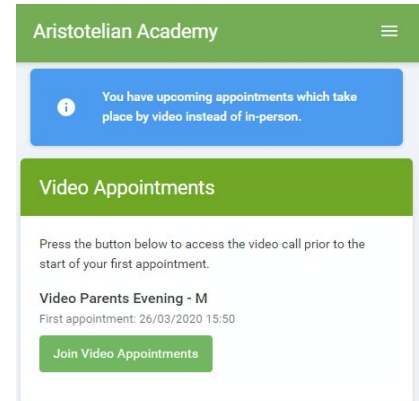 Aristotelian Academy
You have upcoming appointments which take
place by video instead of in-person.
Video Appointments
Press the button below to access the video call prior to the
start of your first appointment.
Video Parents Evening - M
First appointment: 26/03/2020 15:50
Join Video Appointments